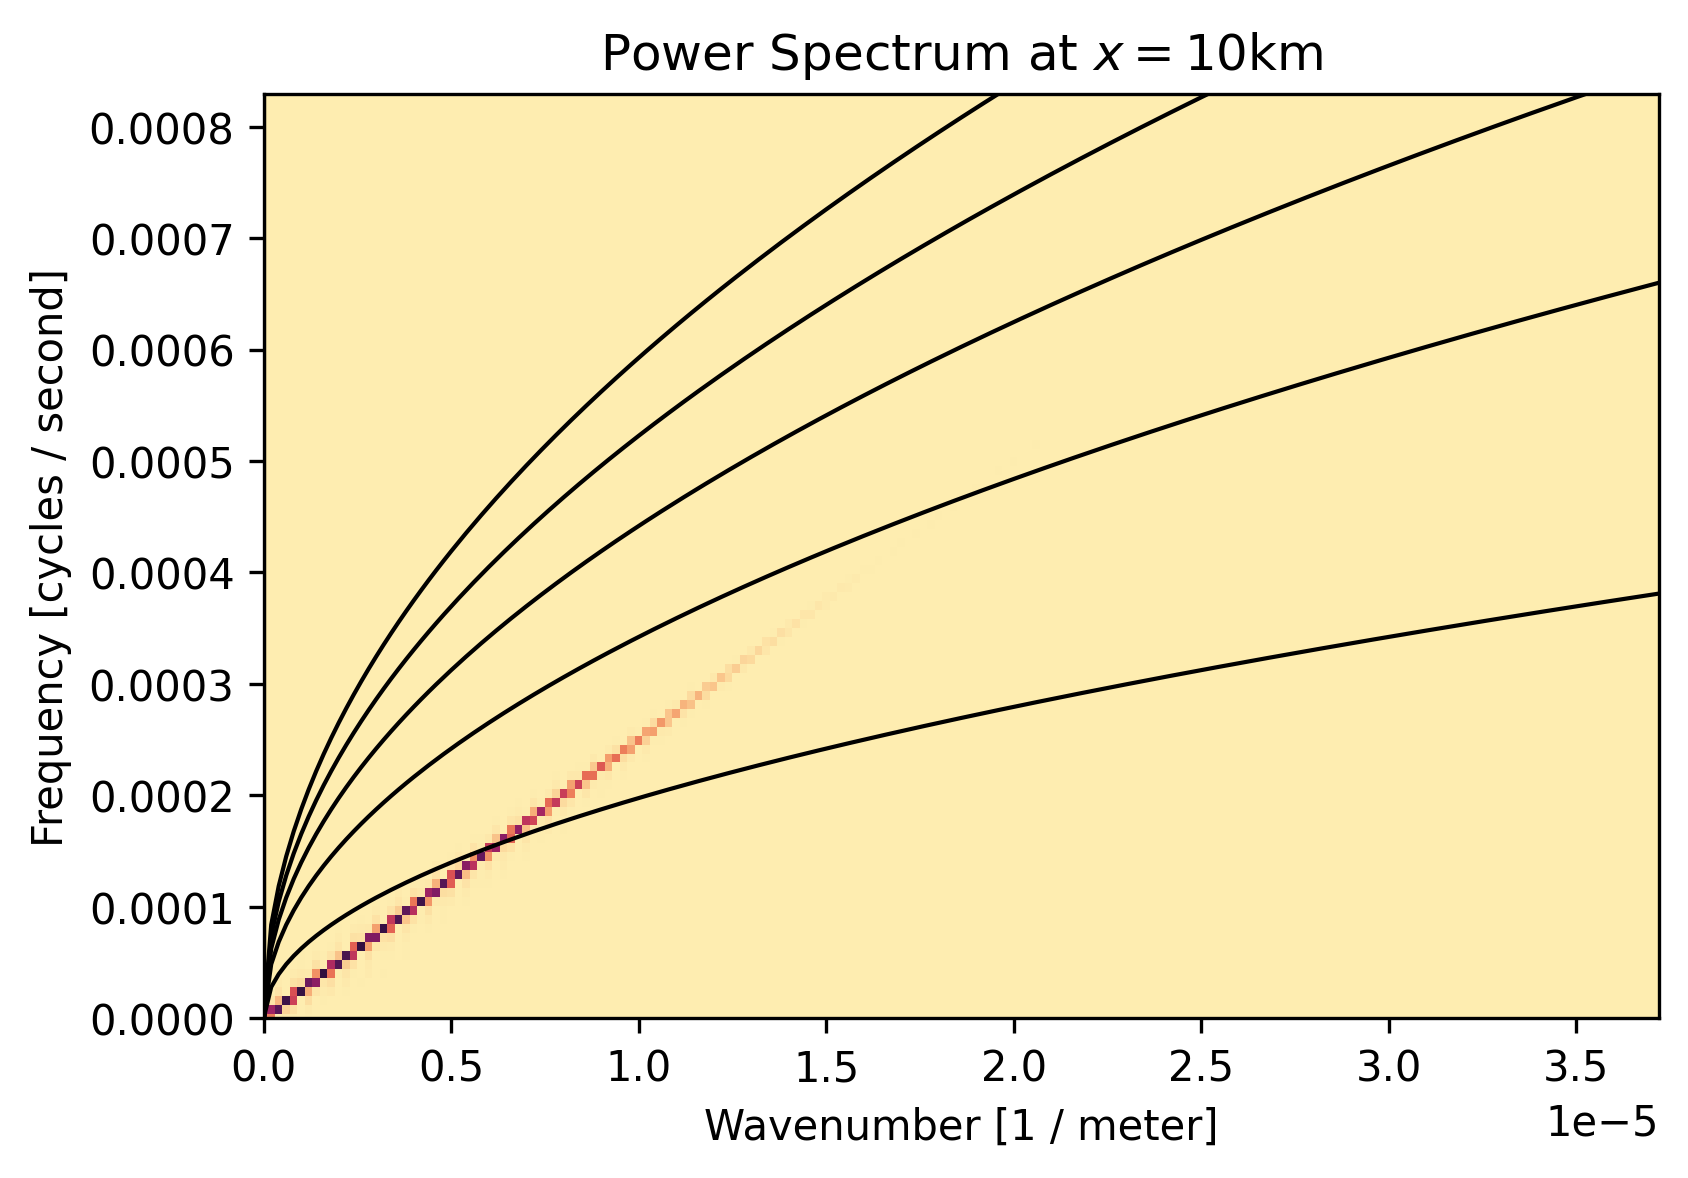 Power Spectrum at x = 10km
Frequency [cycles / second]
0.0008
0.0007
0.0006
0.0005
0.0004
0.0003
0.0002
0.0001
0.0000
0.0 0.5 1.0 1.5 2.0 2.5 3.0 3.5
Wavenumber [1 / meter]
1e−5